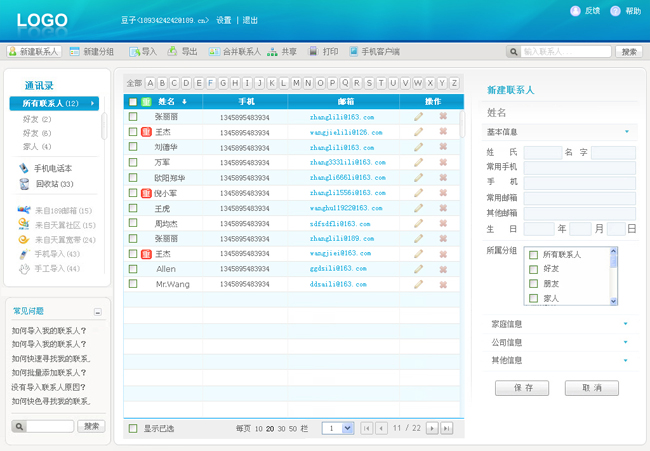 LOGO
豆子<18934242420189.cn> 设置 | 退出
反馈 帮助
新建联系人 新建分组 导入 导出 合并联系人 共享 打印 手机客户端 输入联系人 搜索
通讯录
所有联系人(12)
好友 (2)
好友 (6)
家人 (4)
手机电话本
回收站(33)
来自189邮箱(15)
来自天翼社区(15)
来自天翼宽带(24)
手机导入(43)
手工导入(44)
常见问题
如何导入我的联系人?
如何导入我的联系人?
如何快速寻找我的联系。
如何批量添加联系人?
没有导入联系人原因?
如何快色寻找我的联系。
搜索
全部 A B C D E F G H I J K L M N O P Q R S T U V W X Y Z
重 姓名 手机 邮箱 操作
张丽丽 13458954839​34 zhanglili@163.com
重 王杰 1345895483934 wangjielili@126.com
刘德华 1345895483934 zhanglili@163.com
万军 1345895483934 zhang333lili@163.com
欧阳郑华 1345895483934 zhangli6661i@163.com
重 倪小军 1345895483934 zhangli1556i@163.com
王虎 1345895483934 wanghu119220@163.com
周均杰 1345895483934 sdfsdfli@163.com
张丽丽 1345895483934 zhanglili@189.com
重 王杰 1345895483934 wangjiei@163.com
Allen 1345895483934 ggdsili@163.com
Mr.Wang 1345895483934 ddsaili@163.com
显示已选 每页 10 20 30 50 栏 1 11 / 22
新建联系人
姓名
基本信息
姓 氏 名 字
常用手机
手 机
常用邮箱
其他邮箱
生 日 年 月 日
所属分组 所有联系人
好友
朋友
家人
家庭信息
公司信息
其他信息
保 存 取 消